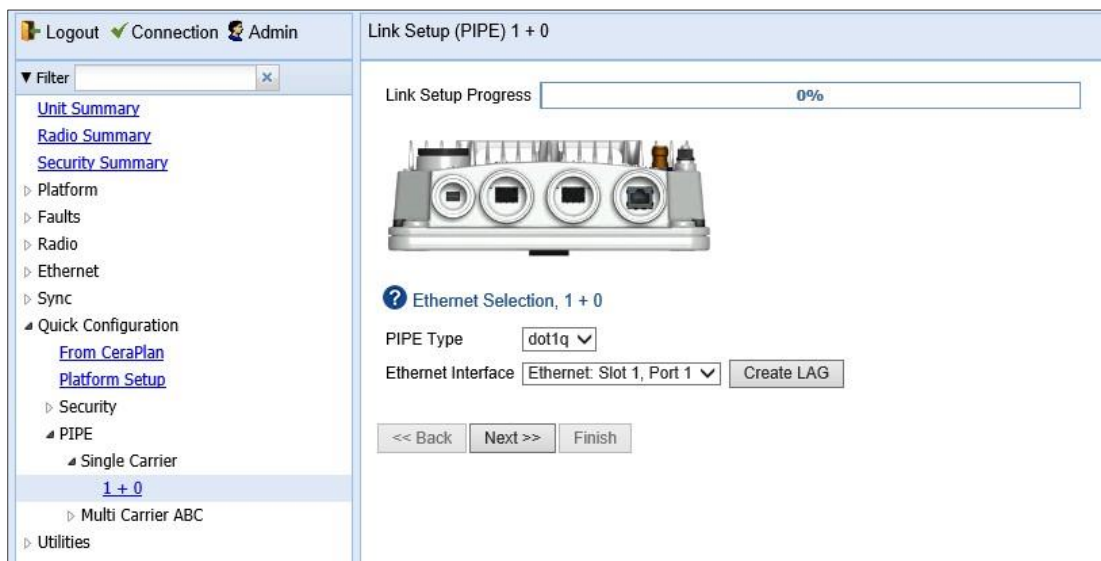 Logout Connection Admin
Filter
Unit Summary
Radio Summary
Security Summary
Platform
Faults
Radio
Ethernet
Sync
Quick Configuration
From CeraPlan
Platform Setup
Security
PIPE
Single Carrier
1 + 0
Multi Carrier ABC
Utilities
Link Setup (PIPE) 1 + 0
Link Setup Progress 0%
Ethernet Selection, 1 + 0
PIPE Type dot1q
Ethernet Interface Ethernet: Slot 1, Port 1 Create LAG
<< Back Next >> Finish